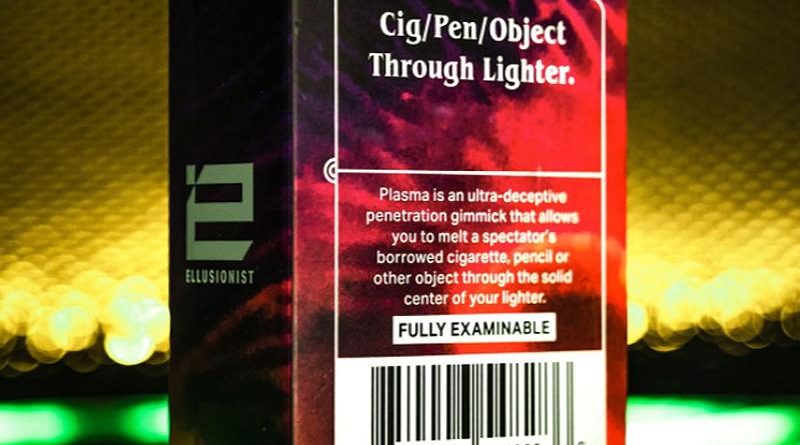 Cig/Pen/Object
Through Lighter.
Plasma is an ultra-deceptive
penetration gimmick that allows
you to melt a spectator's
borrowed cigarette, pencil or
other object through the solid
center of your lighter.
FULLY EXAMINABLE
ELLUSIONIST